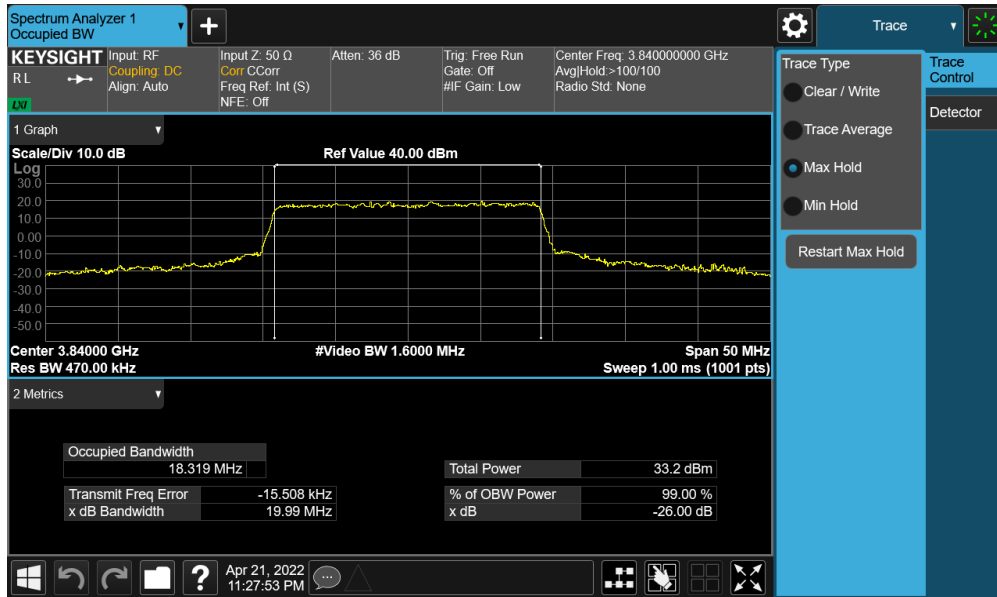 Spectrum Analyzer 1
Occupied BW
+
Trace
KEYSIGHT
R L
LXI
Input: RF
Coupling: DC
Align: Auto
Input Z: 50 Ω
Corr CCorr
Freq Ref: Int (S)
NFE: Off
Atten: 36 dB
Trig: Free Run
Gate: Off
#IF Gain: Low
Center Freq: 3.840000000 GHz
Avg|Hold:>100/100
Radio Std: None
1 Graph
Scale/Div 10.0 dB
Ref Value 40.00 dBm
Log
30.0
20.0
10.0
0.00
-10.0
-20.0
-30.0
-40.0
-50.0
Center 3.84000 GHz
#Video BW 1.6000 MHz
Span 50 MHz
Res BW 470.00 kHz
Sweep 1.00 ms (1001 pts)
2 Metrics
Occupied Bandwidth
18.319 MHz
Total Power 33.2 dBm
Transmit Freq Error -15.508 kHz
% of OBW Power 99.00 %
x dB Bandwidth 19.99 MHz
x dB -26.00 dB
Trace Type
Clear / Write
Trace Average
Max Hold
Min Hold
Restart Max Hold
Trace
Control
Detector
?
Apr 21, 2022
11:27:53 PM